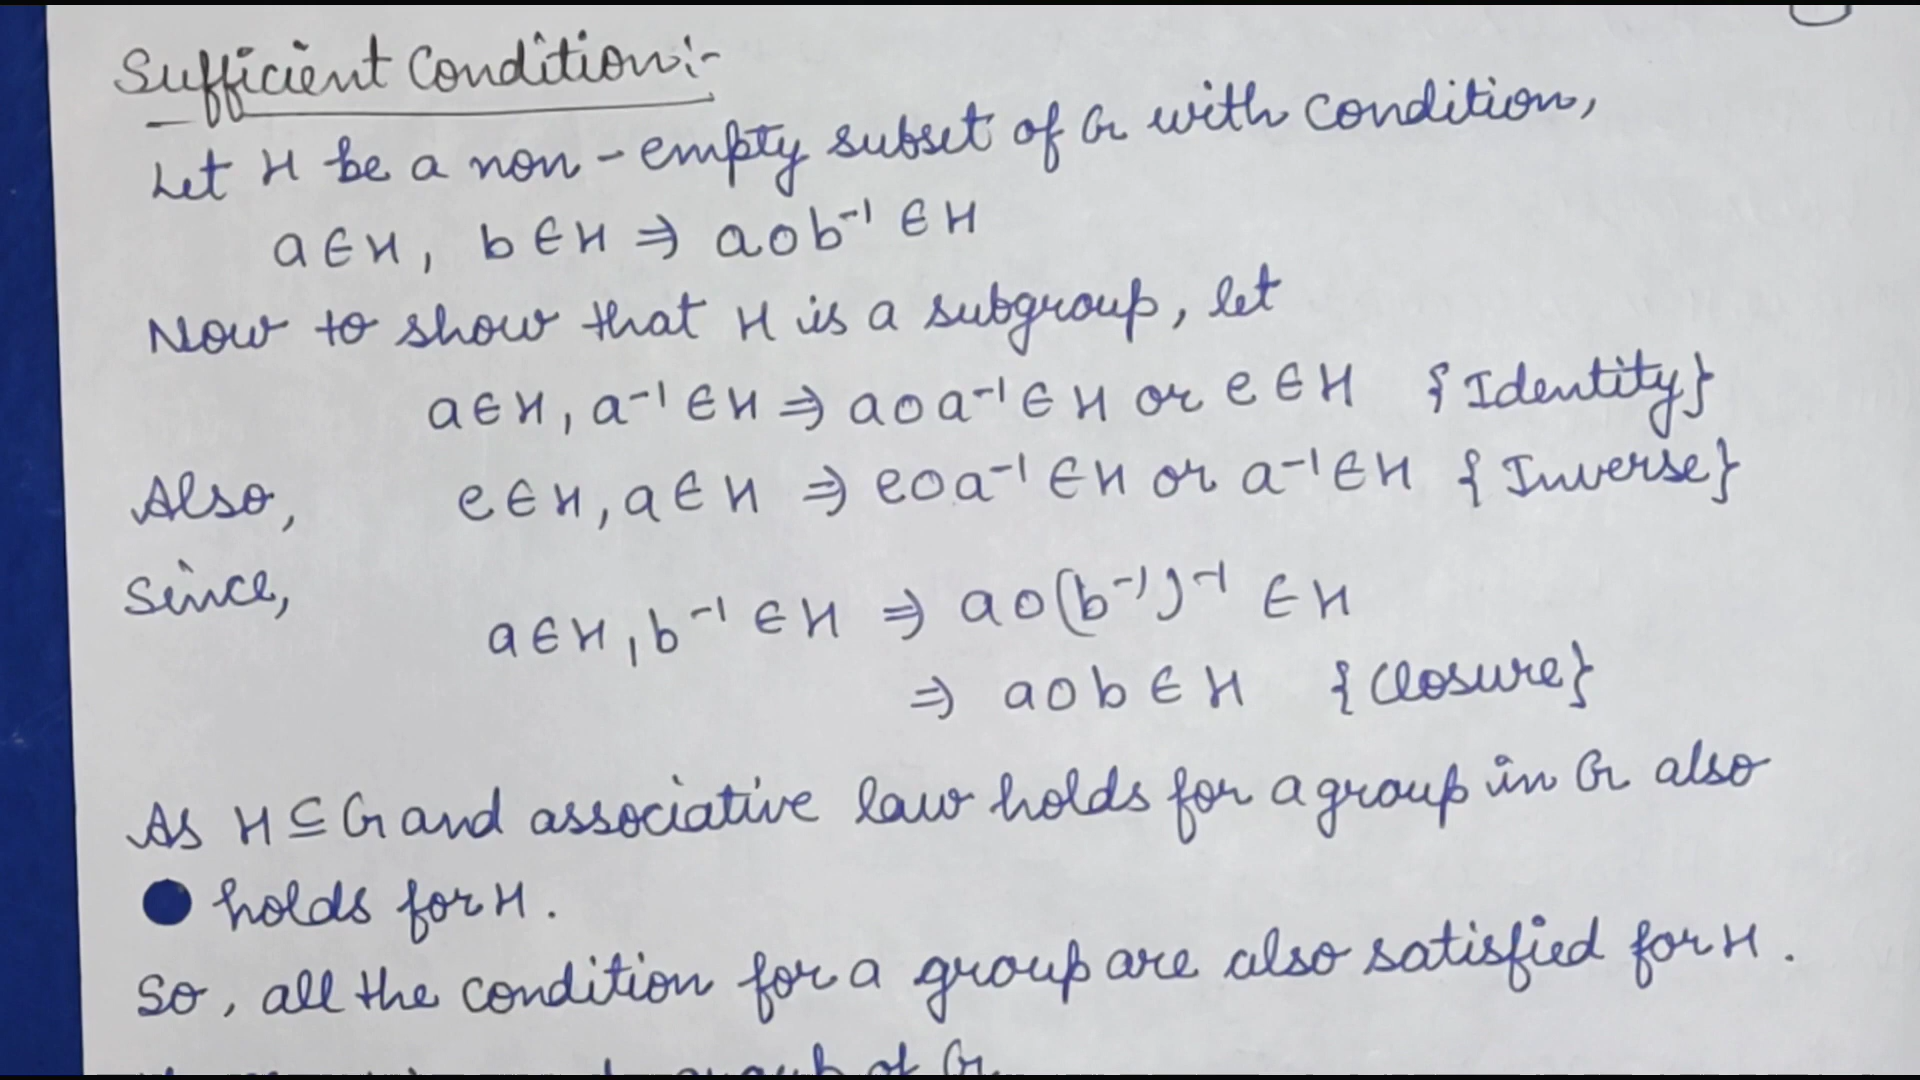 Sufficient Condition:-
Let H be a non-empty subset of G with condition,
a∈H, b∈H ⇒ aob⁻¹ ∈ H
Now to show that H is a subgroup, let
a∈H, a⁻¹∈H ⇒ aoa⁻¹∈H or e∈H {Identity}
Also, e∈H, a∈H ⇒ eoa⁻¹∈H or a⁻¹∈H {Inverse}
Since,
a∈H, b⁻¹∈H ⇒ ao(b⁻¹)⁻¹ ∈H
⇒ aob∈H {Closure}
As H⊆G and associative law holds for a group in G also
holds for H.
So, all the condition for a group are also satisfied for H.
of G.